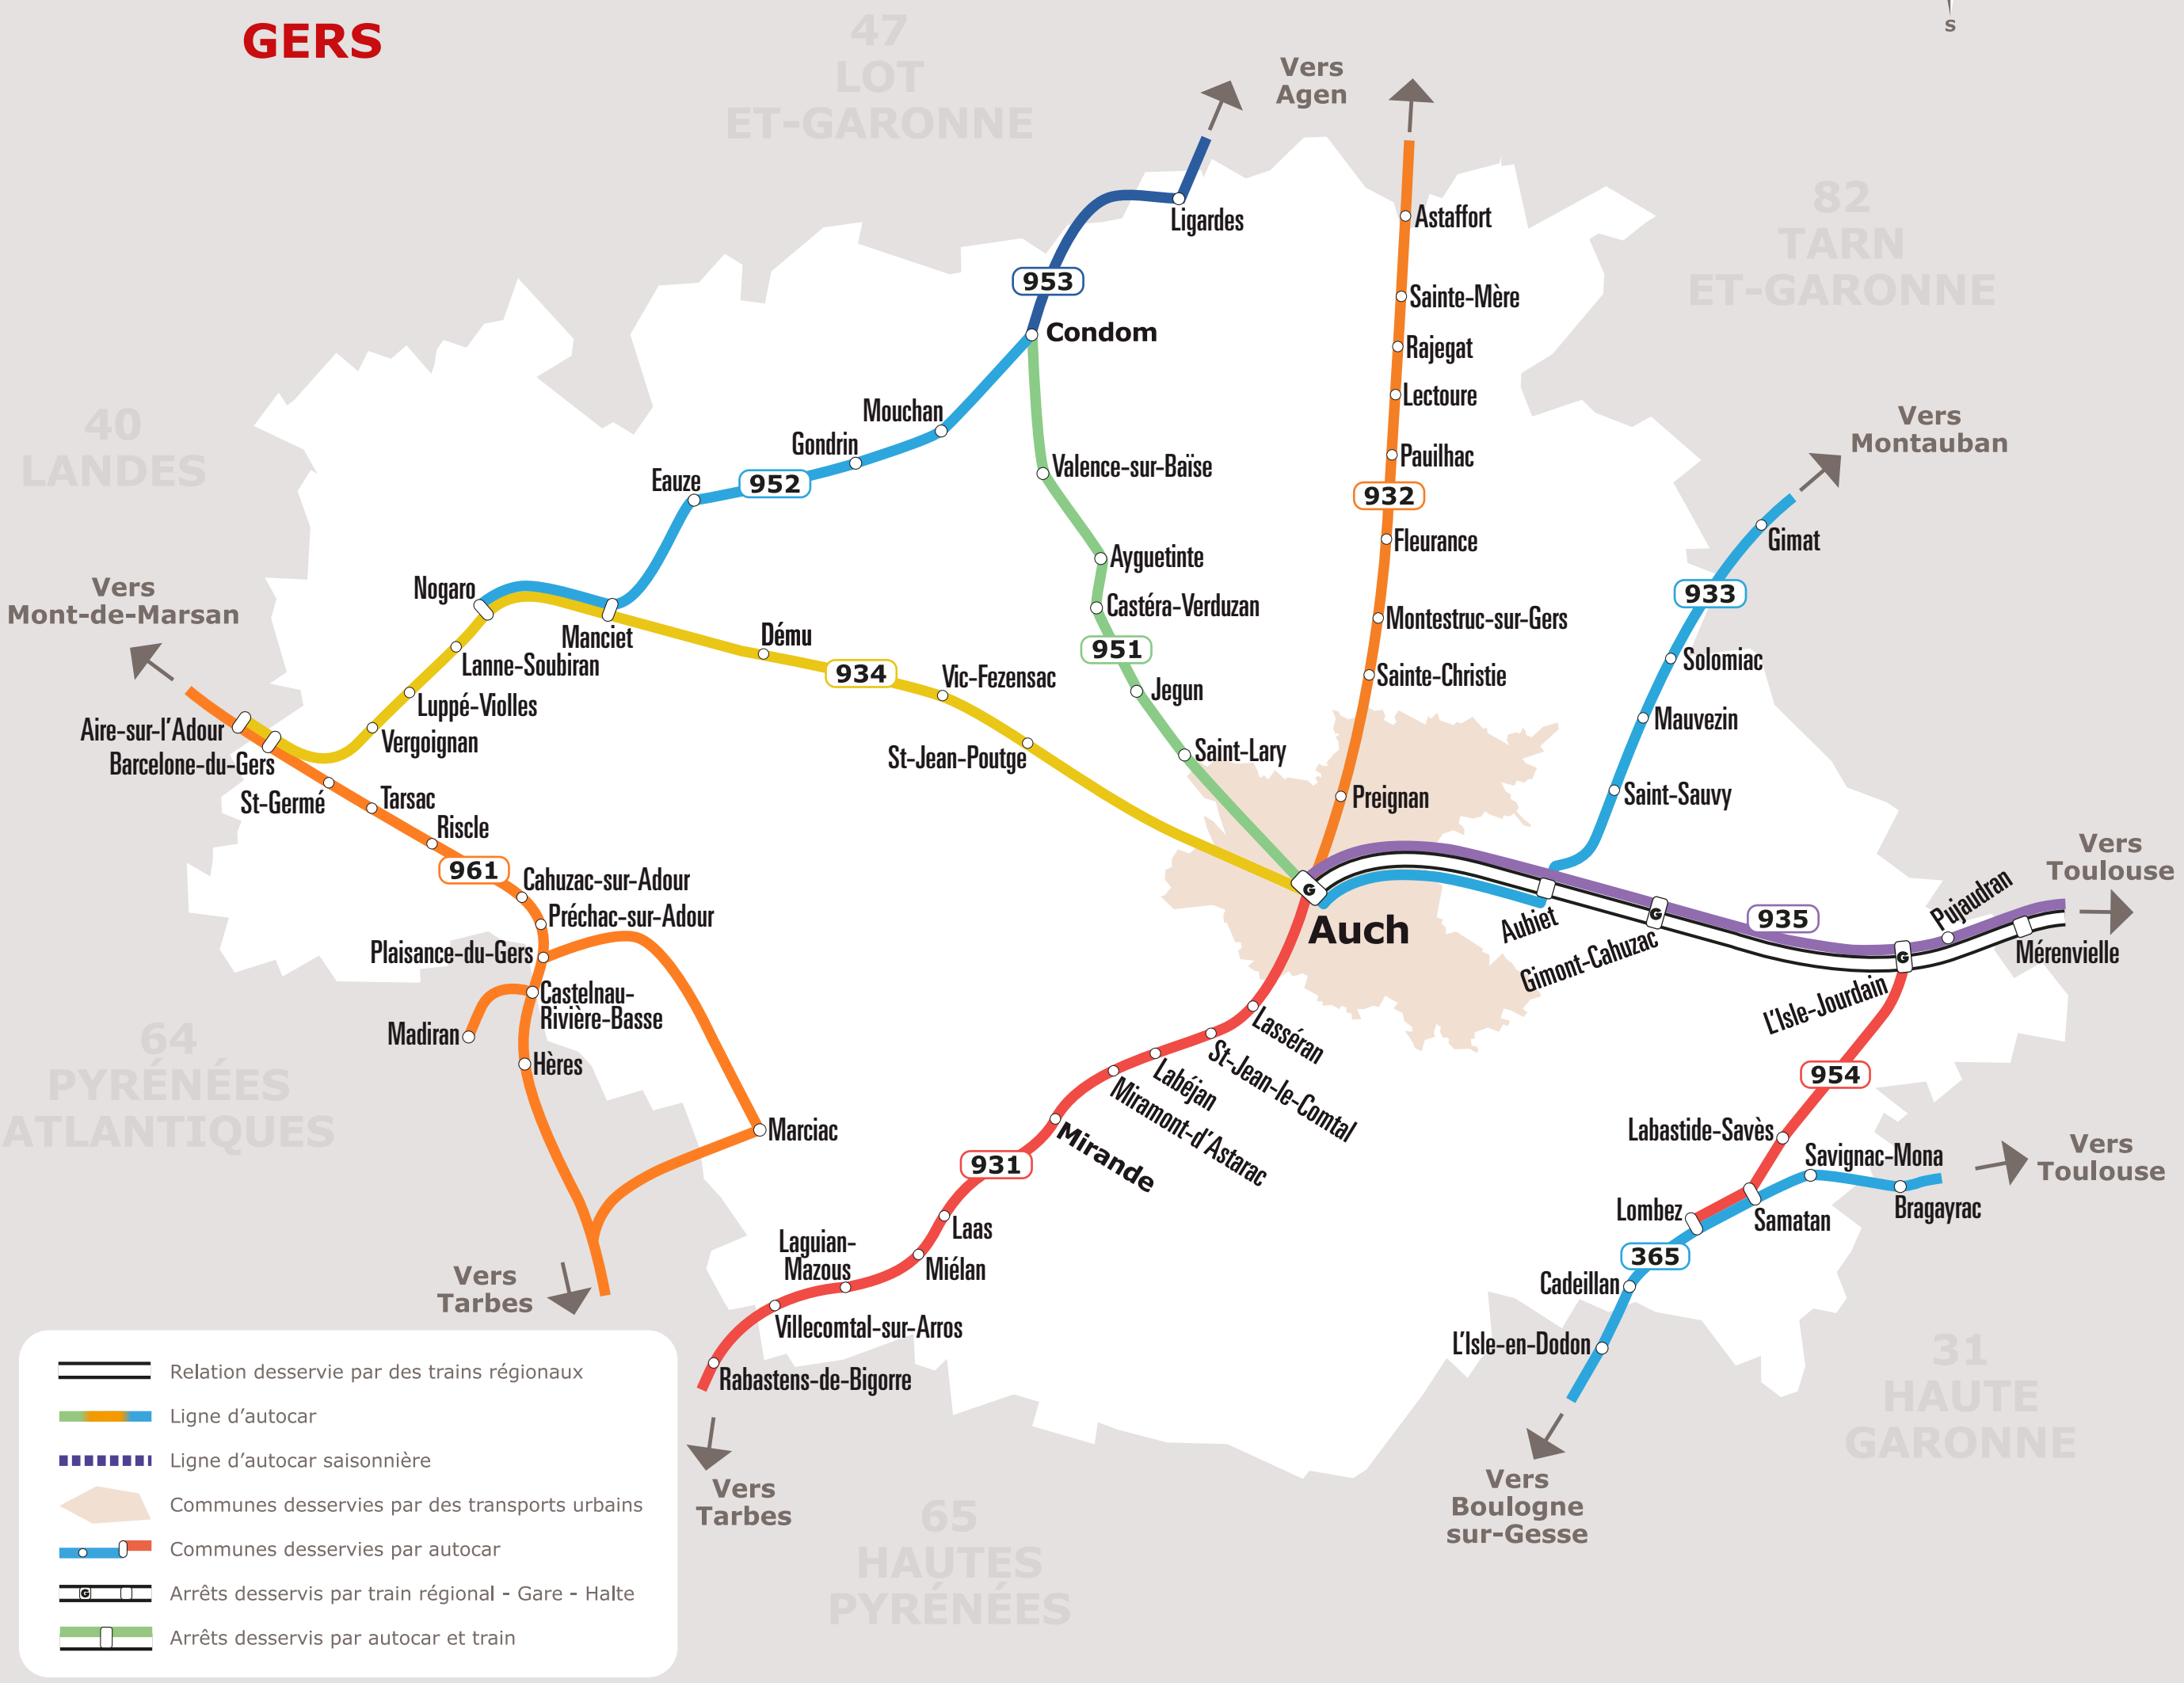 GERS
S
47
LOT
ET-GARONNE
Vers
Agen
82
TARN
ET-GARONNE
40
LANDES
64
PYRÉNÉES
ATLANTIQUES
65
HAUTES
PYRÉNÉES
31
HAUTE
GARONNE
Ligardes
953
Condom
Mouchan
Gondrin
952
Eauze
Nogaro
Manciet
Valence-sur-Baïse
Ayguetinte
Castéra-Verduzan
951
Jegun
Saint-Lary
Astaffort
Sainte-Mère
Rajegat
Lectoure
Pauilhac
932
Fleurance
Montestruc-sur-Gers
Sainte-Christie
Preignan
Vers
Montauban
Gimat
933
Solomiac
Mauvezin
Saint-Sauvy
Vers
Mont-de-Marsan
Aire-sur-l'Adour
Barcelone-du-Gers
Lanne-Soubiran
Luppé-Violles
Vergoignan
Dému
934
Vic-Fezensac
St-Jean-Poutge
St-Germé
Tarsac
Riscle
961
Cahuzac-sur-Adour
Préchac-sur-Adour
Plaisance-du-Gers
Castelnau-
Rivière-Basse
Madiran
Hères
Marciac
Vers
Tarbes
G
Auch
Aubiet
G
Gimont-Cahuzac
935
G
L'Isle-Jourdain
Pujaudran
Mérenvielle
Vers
Toulouse
Lasséran
St-Jean-le-Comtal
Labéjan
Miramont-d'Astarac
Mirande
931
Laas
Miélan
Laguian-
Mazous
Villecomtal-sur-Arros
Rabastens-de-Bigorre
Vers
Tarbes
954
Labastide-Savès
Savignac-Mona
Bragayrac
Vers
Toulouse
Samatan
Lombez
365
Cadeillan
L'Isle-en-Dodon
Vers
Boulogne
sur-Gesse
Relation desservie par des trains régionaux
Ligne d'autocar
Ligne d'autocar saisonnière
Communes desservies par des transports urbains
Communes desservies par autocar
G
Arrêts desservis par train régional - Gare - Halte
Arrêts desservis par autocar et train